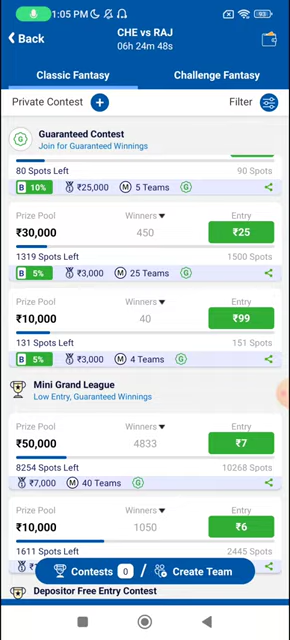 1:05 PM
93
Back
CHE vs RAJ
06h 24m 48s
Classic Fantasy
Challenge Fantasy
Private Contest +
Filter
G
Guaranteed Contest
Join for Guaranteed Winnings
80 Spots Left
90 Spots
B 10% ₹25,000 M 5 Teams G
Prize Pool Winners Entry
₹30,000 450 ₹25
1319 Spots Left
1500 Spots
B 5% ₹3,000 M 25 Teams G
Prize Pool Winners Entry
₹10,000 40 ₹99
131 Spots Left
151 Spots
B 5% ₹3,000 M 4 Teams G
Mini Grand League
Low Entry, Guaranteed Winnings
Prize Pool Winners Entry
₹50,000 4833 ₹7
8254 Spots Left
10268 Spots
₹7,000 M 40 Teams G
Prize Pool Winners Entry
₹10,000 1050 ₹6
1611 Spots Left
2445 Spots
Contests 0 / Create Team
Depositor Free Entry Contest